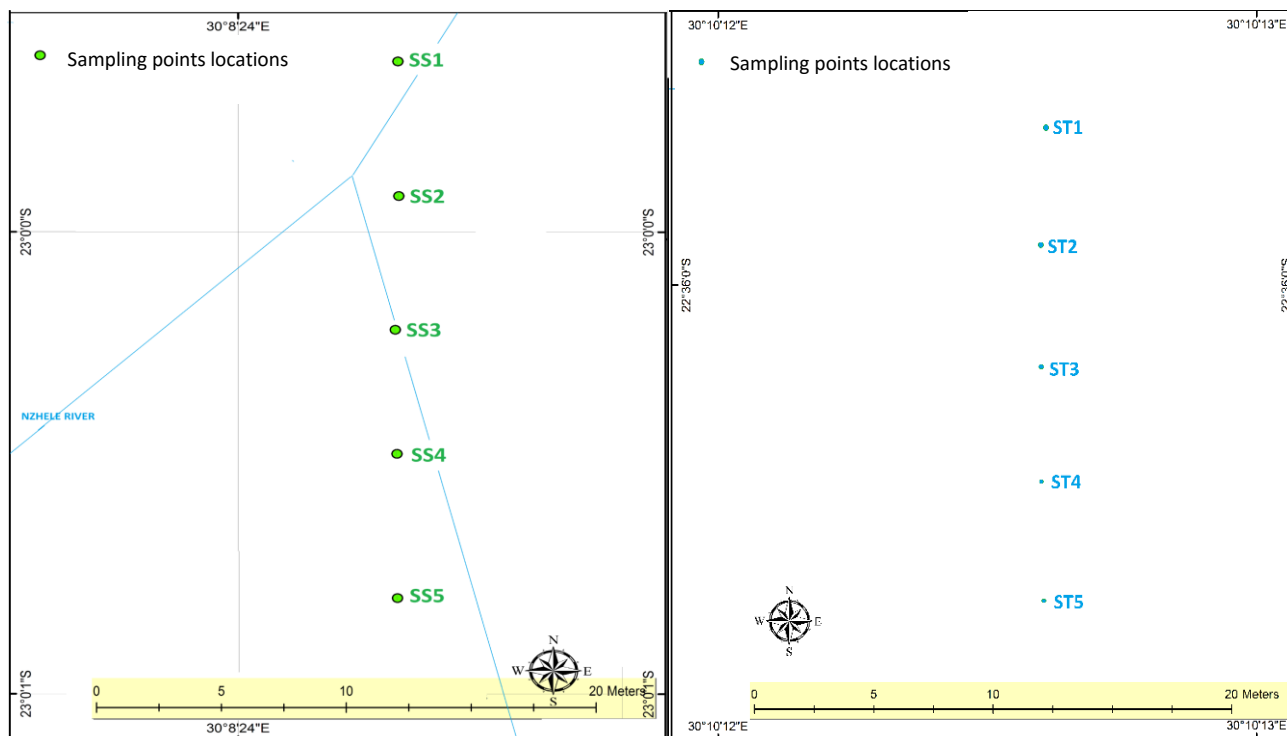 30°8'24"E
Sampling points locations
SS1
SS2
23°0'0"S
23°0'0"S
SS3
NZHELE RIVER
SS4
SS5
N
W
E
S
23°0'1"S
23°0'1"S
0 5 10 20 Meters
30°8'24"E
30°10'12"E 30°10'13"E
Sampling points locations
ST1
ST2
22°36'0"S
22°36'0"S
ST3
ST4
ST5
N
W
E
S
0 5 10 20 Meters
30°10'12"E 30°10'13"E